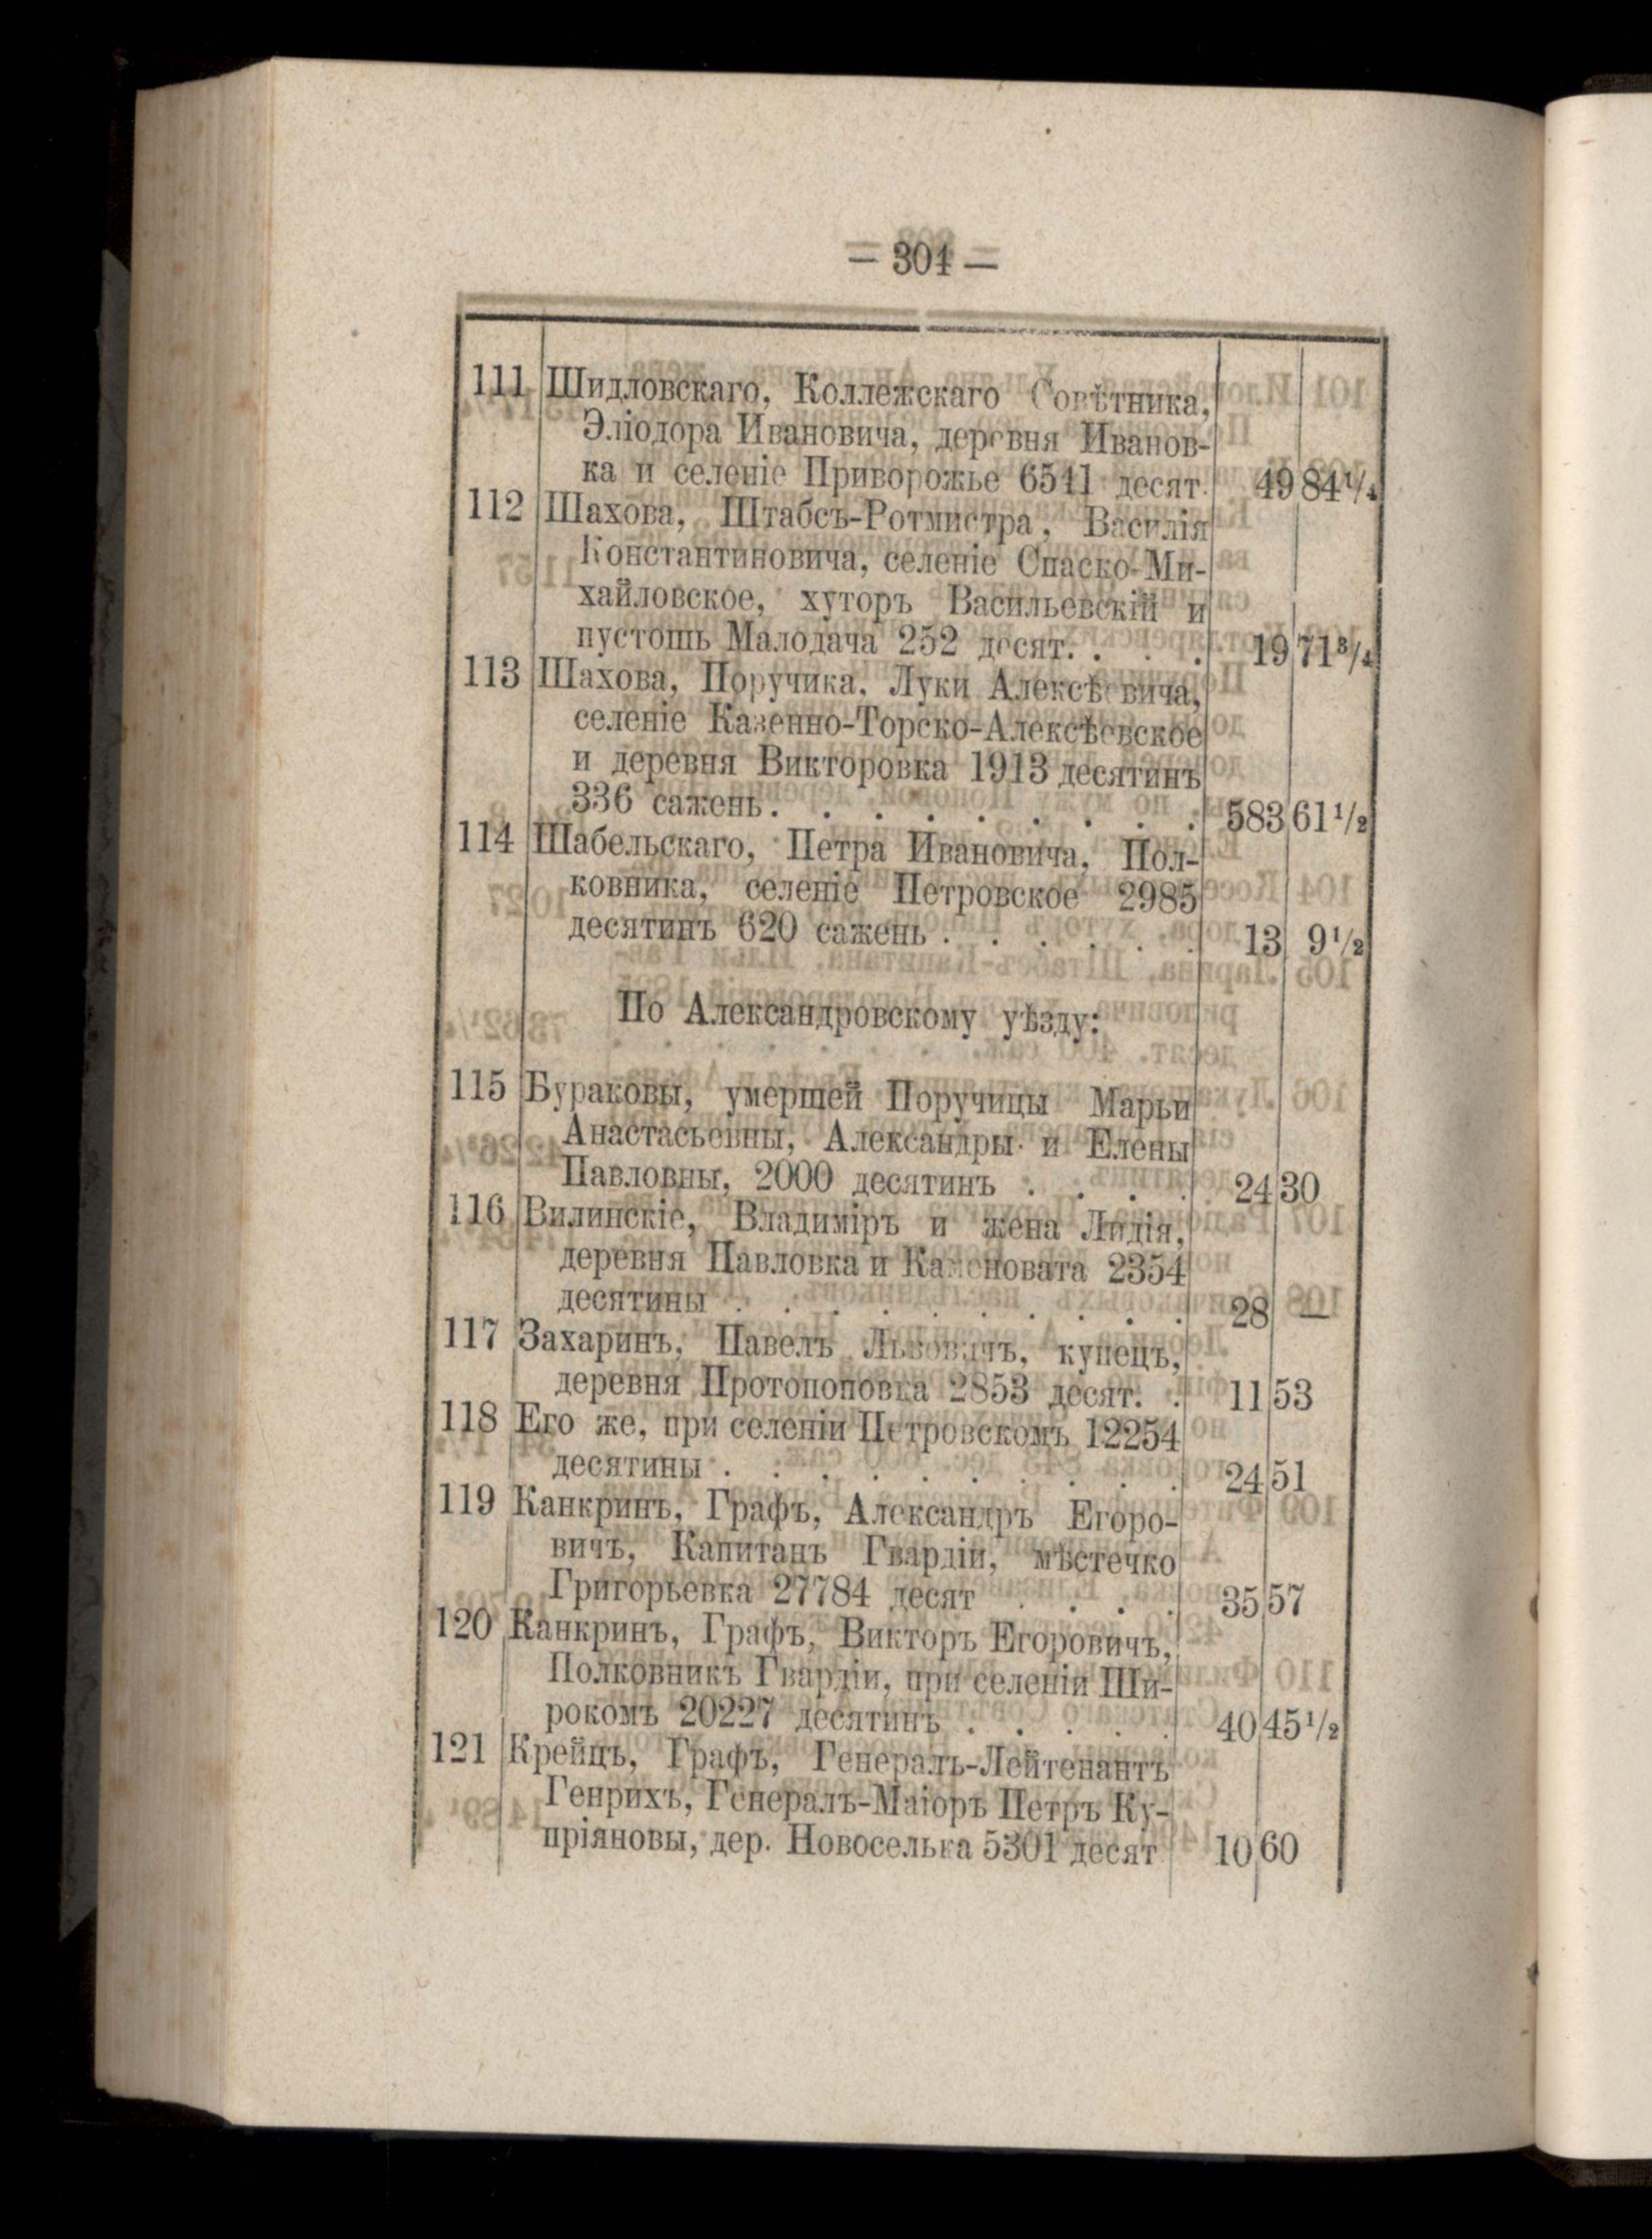 — 304 —
111 Шидловскаго, Коллежскаго Совѣтника,
Эліодора Ивановича, деревня Иванов-
ка и селеніе Приворожье 6541 десят. 49 84¹/₄
112 Шахова, Штабсъ-Ротмистра, Василія
Константиновича, селеніе Спаско-Ми-
хайловское, хуторъ Васильевскій и
пустошь Малодача 252 десят. . . . 19 71³/₄
113 Шахова, Поручика, Луки Алексѣевича,
селеніе Казенно-Торско-Алексѣевское
и деревня Викторовка 1913 десятинъ
336 сажень. . . . . . . . . 583 61¹/₂
114 Шабельскаго, Петра Ивановича, Пол-
ковника, селеніе Петровское 2985
десятинъ 620 сажень . . . . . . 13 9¹/₂
По Александровскому уѣзду:
115 Бураковы, умершей Поручицы Марьи
Анастасьевны, Александры и Елены
Павловны, 2000 десятинъ . . . . 24 30
116 Вилинскіе, Владиміръ и жена Лидія,
деревня Павловка и Каменовата 2354
десятины . . . . . . . . . . 28 —
117 Захаринъ, Павелъ Львовичъ, купецъ,
деревня Протопоповка 2853 десят. . 11 53
118 Его же, при селеніи Петровскомъ 12254
десятины . . . . . . . . . . 24 51
119 Канкринъ, Графъ, Александръ Егоро-
вичъ, Капитанъ Гвардіи, мѣстечко
Григорьевка 27784 десят . . . . 35 57
120 Канкринъ, Графъ, Викторъ Егоровичъ,
Полковникъ Гвардіи, при селеніи Ши-
рокомъ 20227 десятинъ . . . . . 40 45¹/₂
121 Крейцъ, Графъ, Генералъ-Лейтенантъ
Генрихъ, Генералъ-Маіоръ Петръ Ку-
пріяновы, дер. Новоселька 5301 десят 10 60